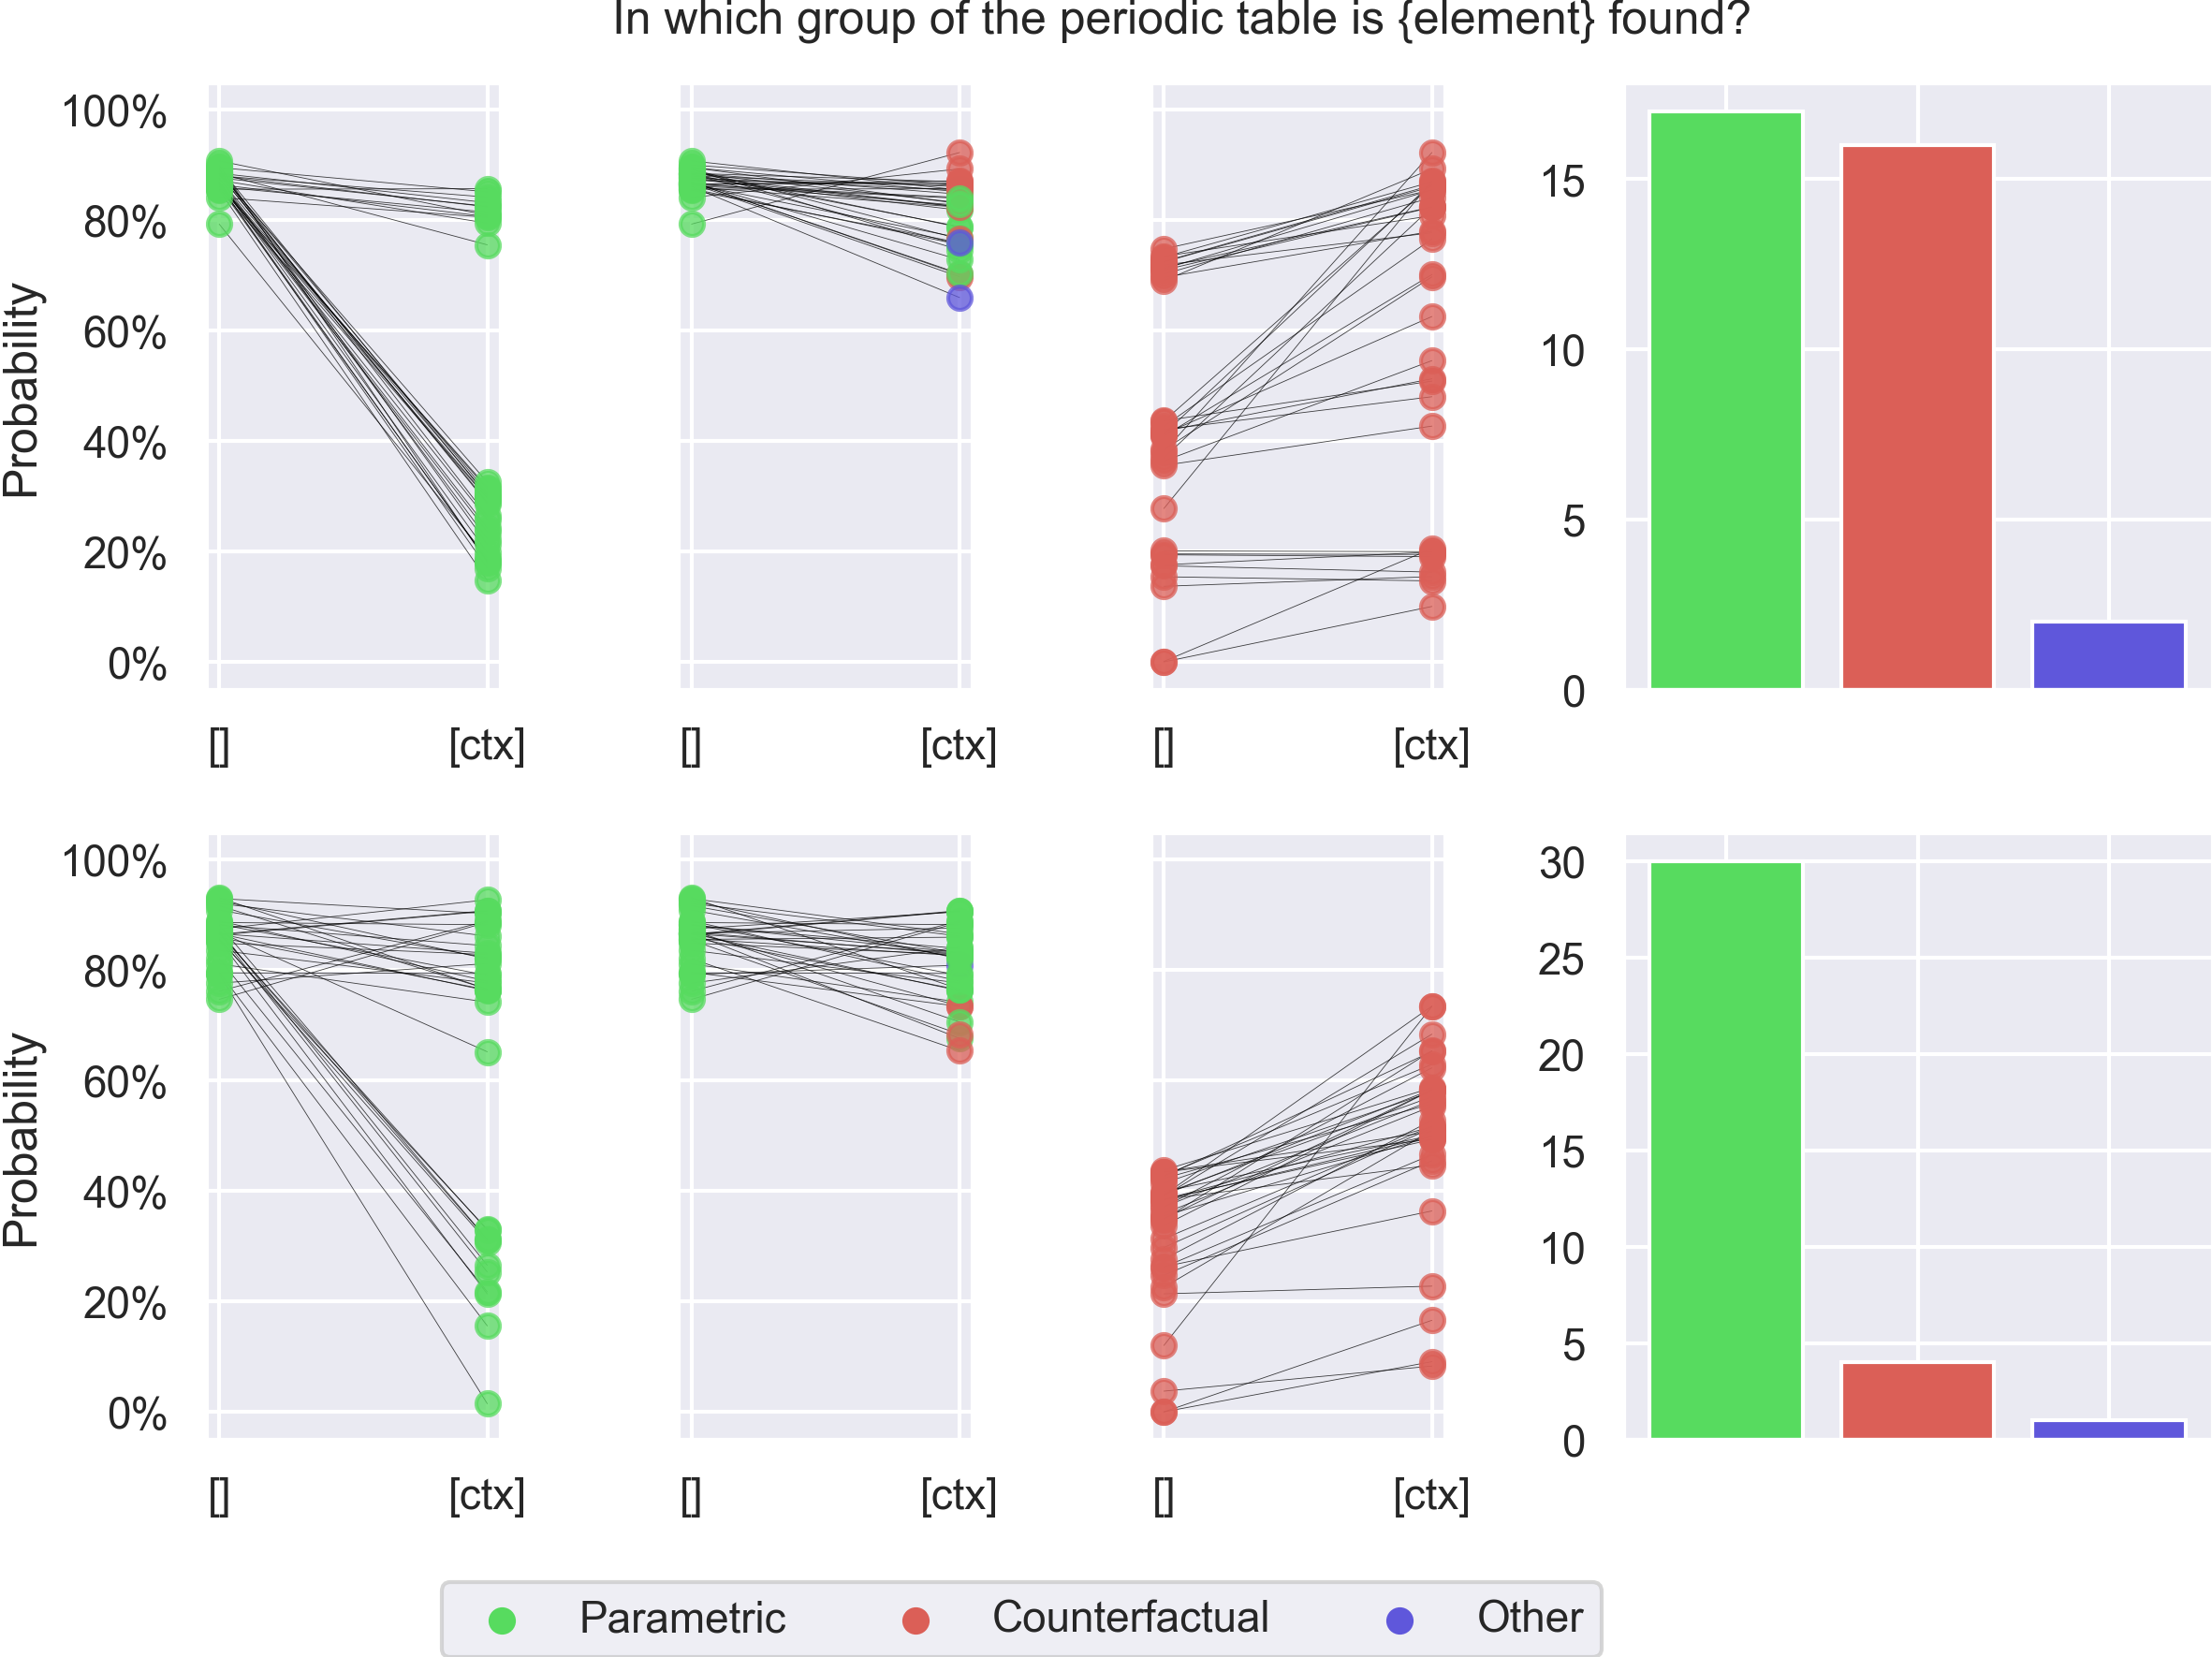 In which group of the periodic table is {element} found?
100%
80%
60%
40%
20%
0%
Probability
[]
[ctx]
[]
[ctx]
[]
[ctx]
15
10
5
0
100%
80%
60%
40%
20%
0%
Probability
[]
[ctx]
[]
[ctx]
[]
[ctx]
30
25
20
15
10
5
0
Parametric
Counterfactual
Other